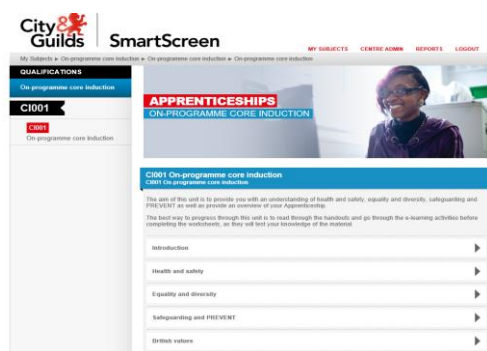 City&
Guilds
SmartScreen
MY SUBJECTS CENTRE ADMIN REPORTS LOGOUT
My Subjects ► On-programme core induction ► On-programme core induction ► On-programme core induction
QUALIFICATIONS
On-programme core induction
CI001
CI001
On-programme core Induction
APPRENTICESHIPS
ON-PROGRAMME CORE INDUCTION
CI001 On-programme core induction
CI001 On-programme core induction
The aim of this unit is to provide you with an understanding of health and safety, equality and diversity, safeguarding and
PREVENT as well as provide an overview of your Apprenticeship.
The best way to progress through this unit is to read through the handouts and go through the e-learning activities before
completing the worksheets, as they will test your knowledge of the material.
Introduction
Health and safety
Equality and diversity
Safeguarding and PREVENT
British values